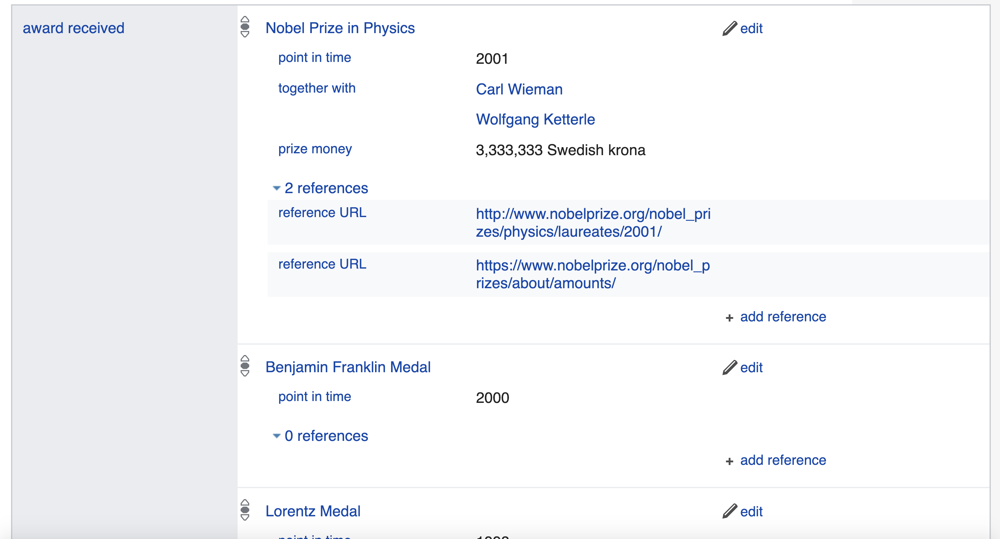 award received
Nobel Prize in Physics
edit
point in time 2001
together with Carl Wieman
Wolfgang Ketterle
prize money 3,333,333 Swedish krona
2 references
reference URL http://www.nobelprize.org/nobel_pri
zes/physics/laureates/2001/
reference URL https://www.nobelprize.org/nobel_p
rizes/about/amounts/
+ add reference
Benjamin Franklin Medal
edit
point in time 2000
0 references
+ add reference
Lorentz Medal
edit
point in time